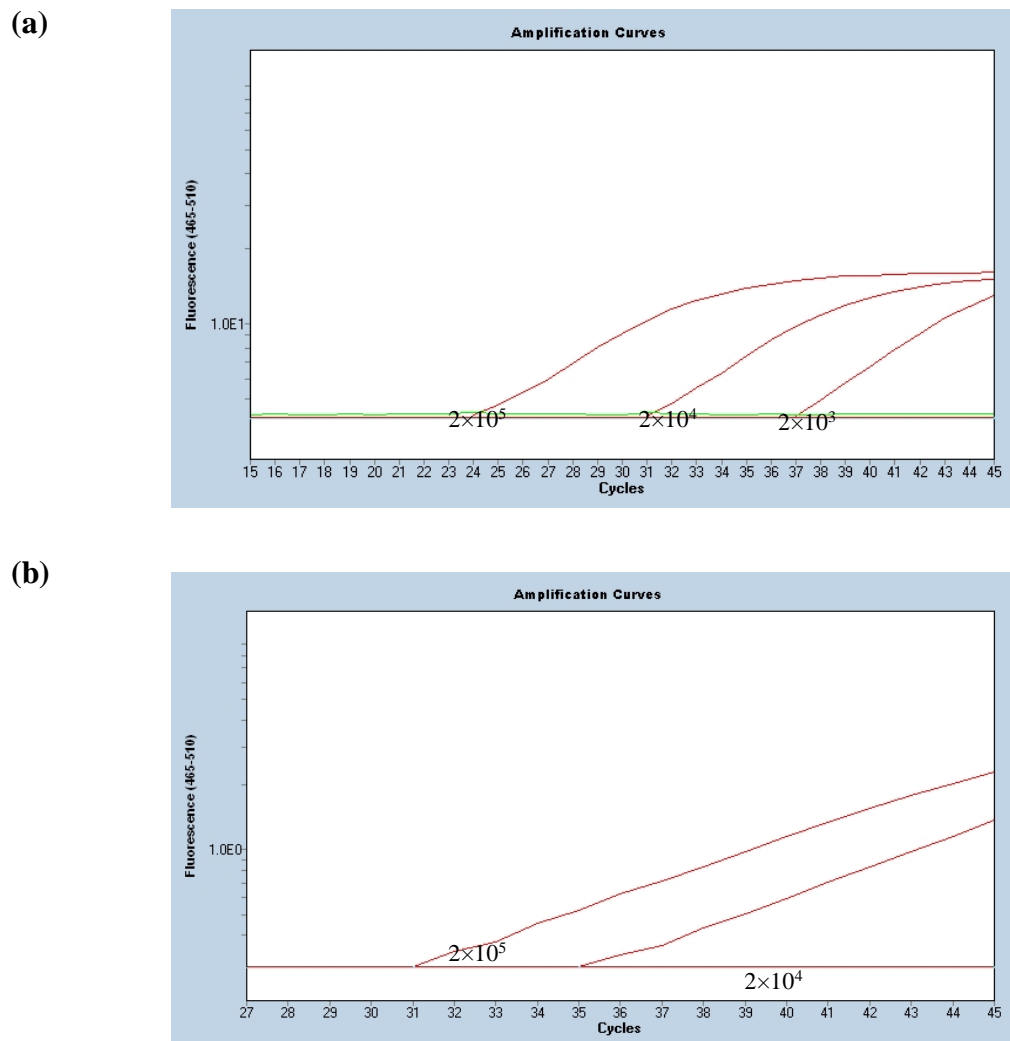 (a)
Amplification Curves
Fluorescence (465-510)
1.0E1
2×10⁵
2×10⁴
2×10³
15 16 17 18 19 20 21 22 23 24 25 26 27 28 29 30 31 32 33 34 35 36 37 38 39 40 41 42 43 44 45
Cycles
(b)
Amplification Curves
Fluorescence (465-510)
1.0E0
2×10⁵
2×10⁴
27 28 29 30 31 32 33 34 35 36 37 38 39 40 41 42 43 44 45
Cycles